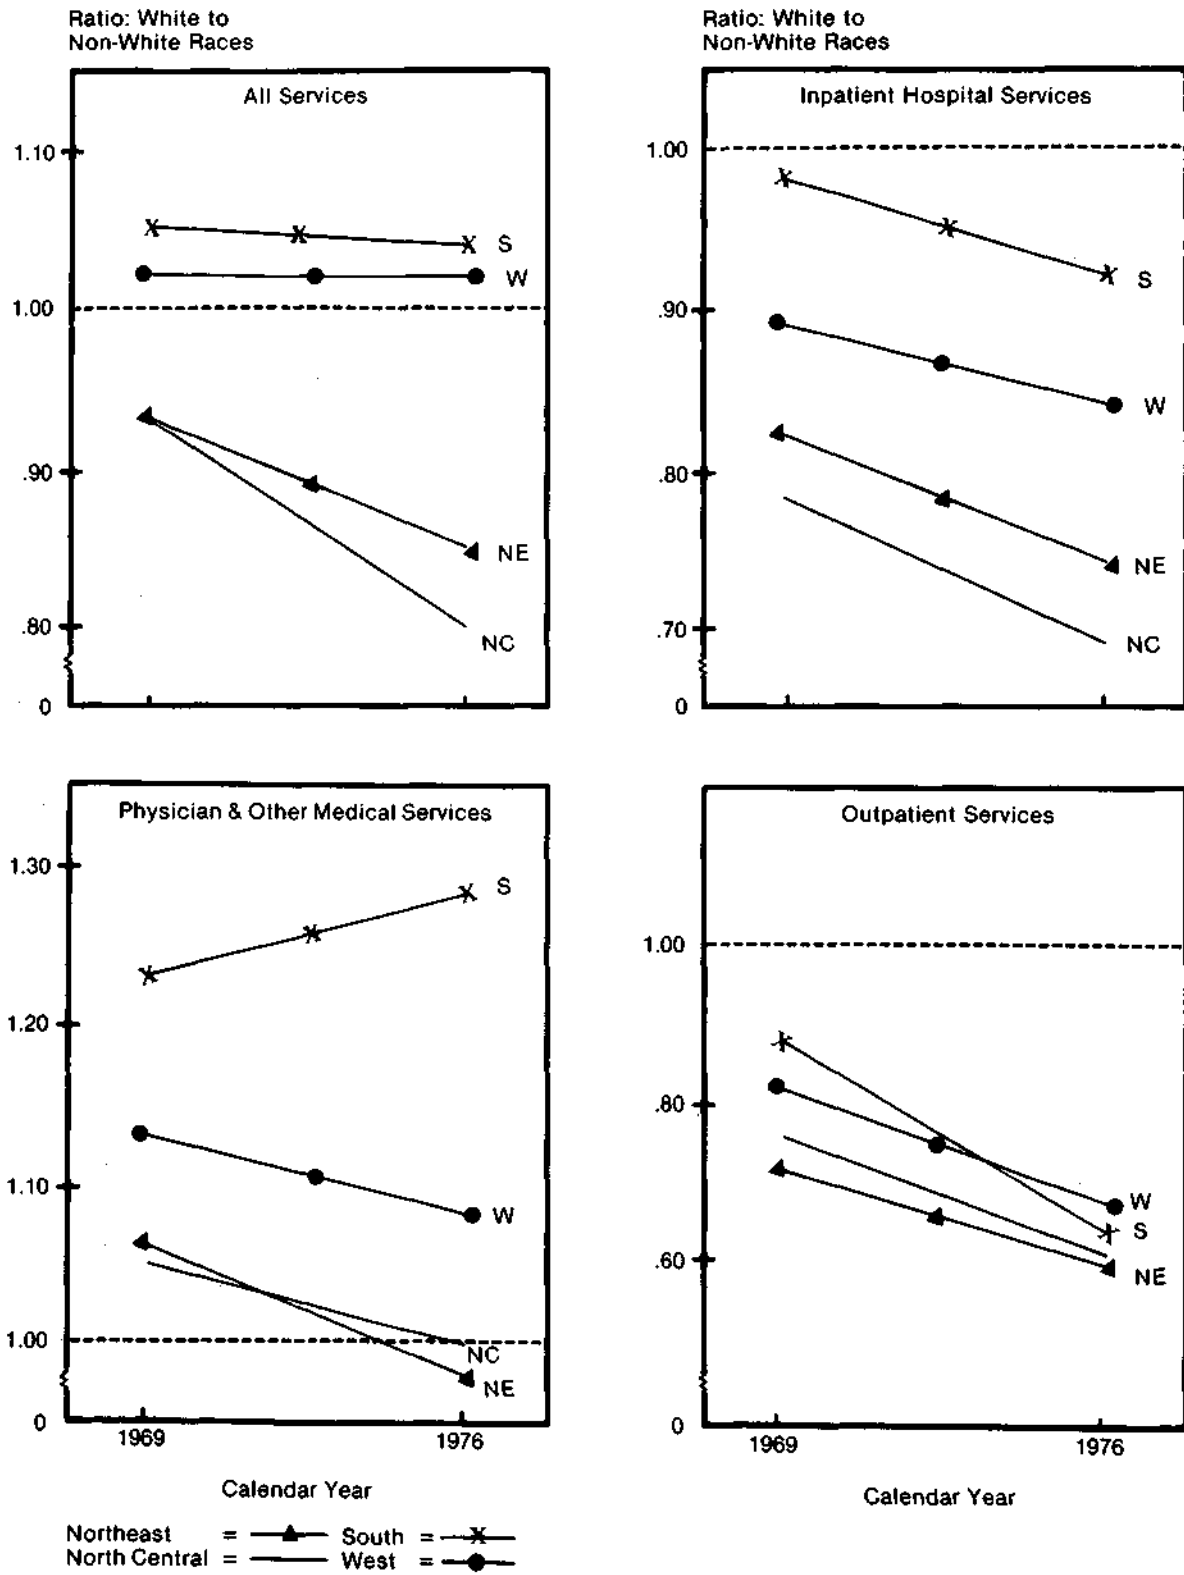 Ratio: White to
Non-White Races
All Services
1.10
1.00
.90
.80
0
S
W
NE
NC
Ratio: White to
Non-White Races
Inpatient Hospital Services
1.00
.90
.80
.70
0
S
W
NE
NC
Physician & Other Medical Services
1.30
1.20
1.10
1.00
0
S
W
NC
NE
1969 1976
Calendar Year
Outpatient Services
1.00
.80
.60
0
W
S
NE
1969 1976
Calendar Year
Northeast = South =
North Central = West =